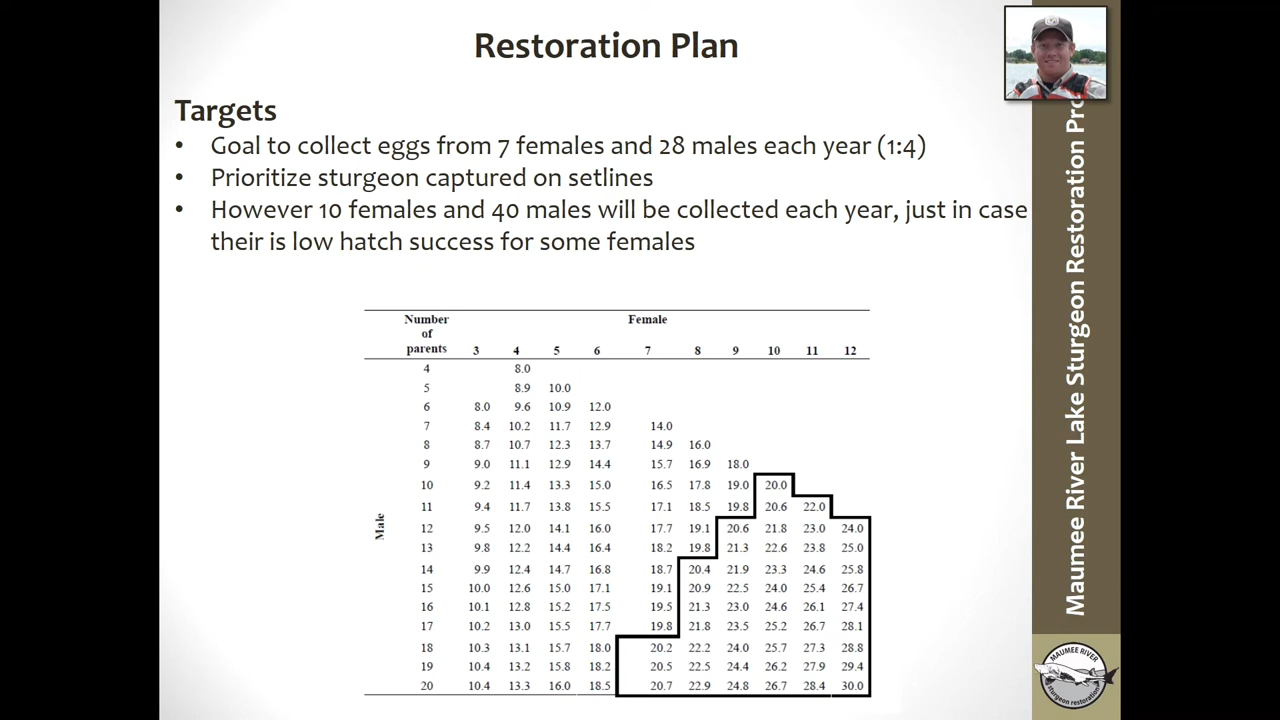 Restoration Plan
Targets
• Goal to collect eggs from 7 females and 28 males each year (1:4)
• Prioritize sturgeon captured on setlines
• However 10 females and 40 males will be collected each year, just in case
their is low hatch success for some females
Number Female
of
parents 3 4 5 6 7 8 9 10 11 12
Male
4 8.0
5 8.9 10.0
6 8.0 9.6 10.9 12.0
7 8.4 10.2 11.7 12.9 14.0
8 8.7 10.7 12.3 13.7 14.9 16.0
9 9.0 11.1 12.9 14.4 15.7 16.9 18.0
10 9.2 11.4 13.3 15.0 16.5 17.8 19.0 20.0
11 9.4 11.7 13.8 15.5 17.1 18.5 19.8 20.6 22.0
12 9.5 12.0 14.1 16.0 17.7 19.1 20.6 21.8 23.0 24.0
13 9.8 12.2 14.4 16.4 18.2 19.8 21.3 22.6 23.8 25.0
14 9.9 12.4 14.7 16.8 18.7 20.4 21.9 23.3 24.6 25.8
15 10.0 12.6 15.0 17.1 19.1 20.9 22.5 24.0 25.4 26.7
16 10.1 12.8 15.2 17.5 19.5 21.3 23.0 24.6 26.1 27.4
17 10.2 13.0 15.5 17.7 19.8 21.8 23.5 25.2 26.7 28.1
18 10.3 13.1 15.7 18.0 20.2 22.2 24.0 25.7 27.3 28.8
19 10.4 13.2 15.8 18.2 20.5 22.5 24.4 26.2 27.9 29.4
20 10.4 13.3 16.0 18.5 20.7 22.9 24.8 26.7 28.4 30.0
Maumee River Lake Sturgeon Restoration Pro
MAUMEE RIVER
sturgeon restoration